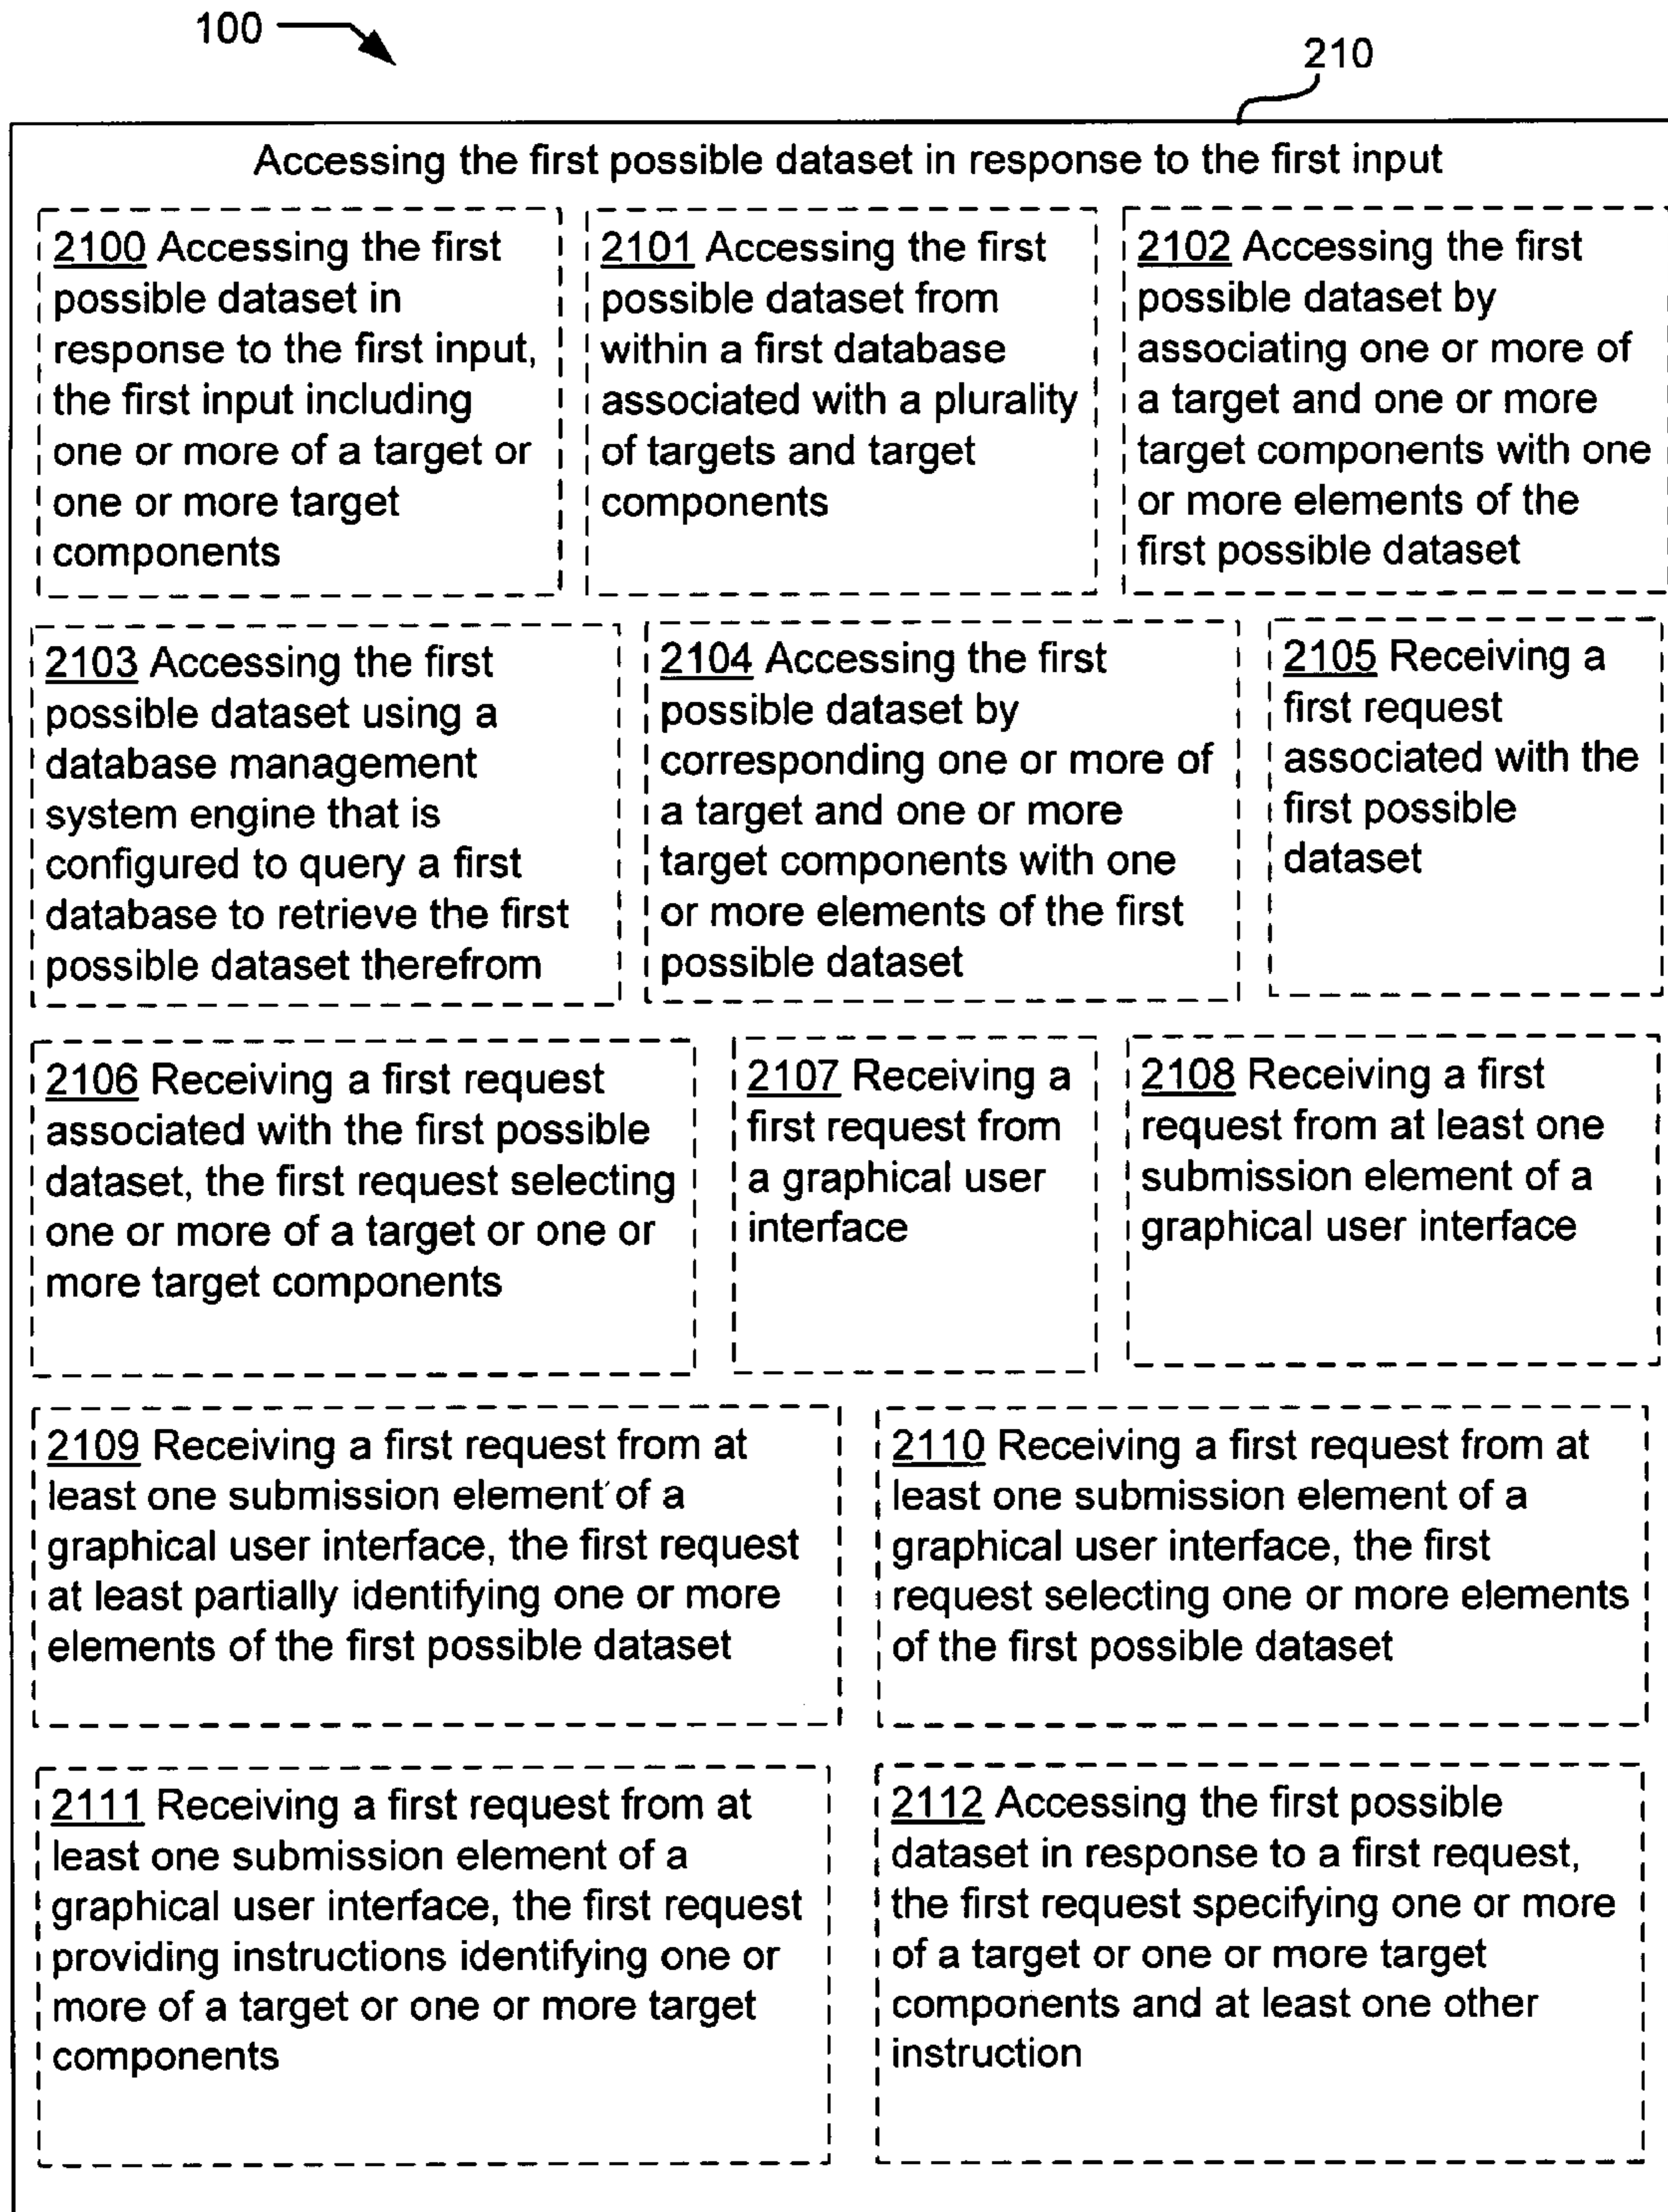 100
210
Accessing the first possible dataset in response to the first input
2100 Accessing the first
possible dataset in
response to the first input,
the first input including
one or more of a target or
one or more target
components
2101 Accessing the first
possible dataset from
within a first database
associated with a plurality
of targets and target
components
2102 Accessing the first
possible dataset by
associating one or more of
a target and one or more
target components with one
or more elements of the
first possible dataset
2103 Accessing the first
possible dataset using a
database management
system engine that is
configured to query a first
database to retrieve the first
possible dataset therefrom
2104 Accessing the first
possible dataset by
corresponding one or more of
a target and one or more
target components with one
or more elements of the first
possible dataset
2105 Receiving a
first request
associated with the
first possible
dataset
2106 Receiving a first request
associated with the first possible
dataset, the first request selecting
one or more of a target or one or
more target components
2107 Receiving a
first request from
a graphical user
interface
2108 Receiving a first
request from at least one
submission element of a
graphical user interface
2109 Receiving a first request from at
least one submission element of a
graphical user interface, the first request
at least partially identifying one or more
elements of the first possible dataset
2110 Receiving a first request from at
least one submission element of a
graphical user interface, the first
request selecting one or more elements
of the first possible dataset
2111 Receiving a first request from at
least one submission element of a
graphical user interface, the first request
providing instructions identifying one or
more of a target or one or more target
components
2112 Accessing the first possible
dataset in response to a first request,
the first request specifying one or more
of a target or one or more target
components and at least one other
instruction